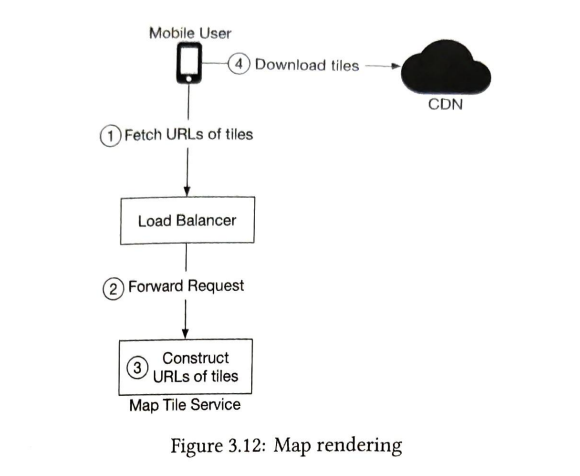 Mobile User
④ Download tiles
CDN
① Fetch URLs of tiles
Load Balancer
② Forward Request
③ Construct
URLs of tiles
Map Tile Service
Figure 3.12: Map rendering